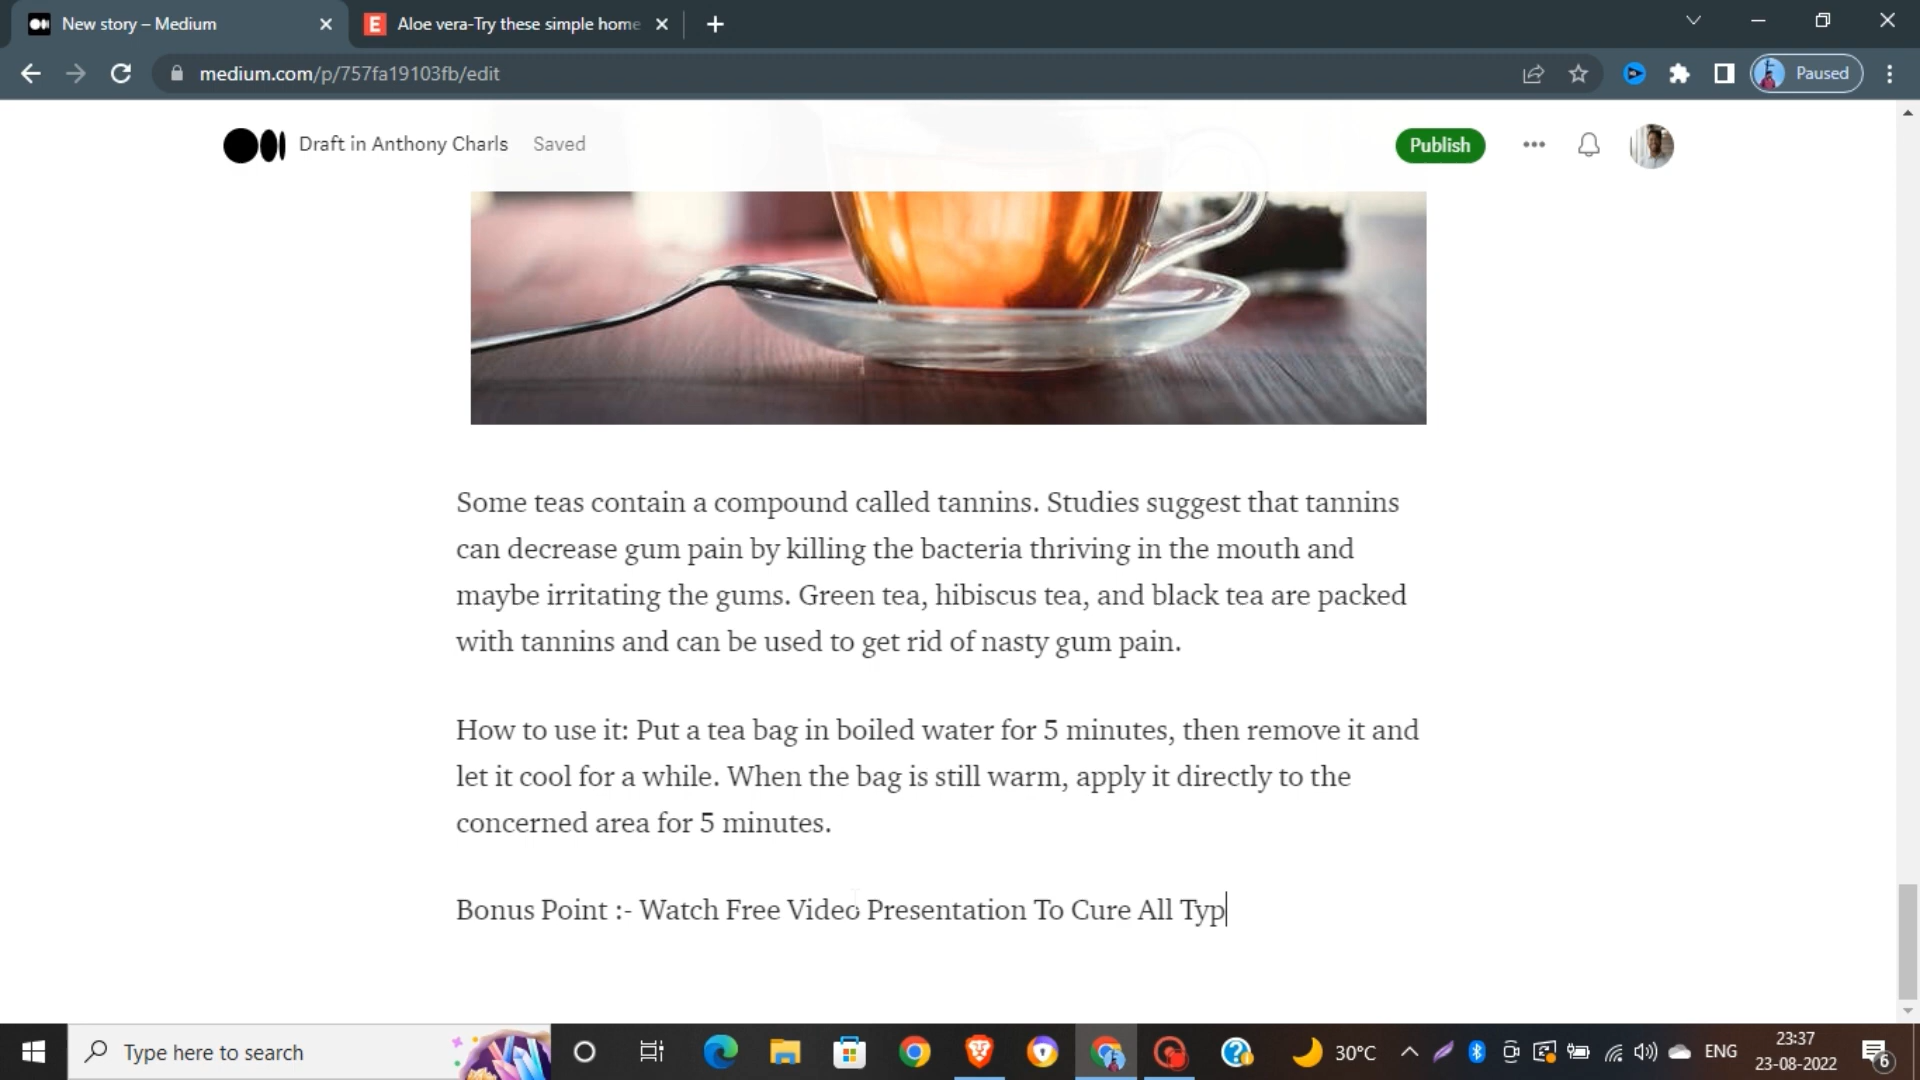 New story – Medium
Aloe vera-Try these simple home
medium.com/p/757fa19103fb/edit
Paused
Draft in Anthony Charls
Saved
Publish
Some teas contain a compound called tannins. Studies suggest that tannins
can decrease gum pain by killing the bacteria thriving in the mouth and
maybe irritating the gums. Green tea, hibiscus tea, and black tea are packed
with tannins and can be used to get rid of nasty gum pain.
How to use it: Put a tea bag in boiled water for 5 minutes, then remove it and
let it cool for a while. When the bag is still warm, apply it directly to the
concerned area for 5 minutes.
Bonus Point :- Watch Free Video Presentation To Cure All Typ
Type here to search
30°C
ENG
23:37
23-08-2022
6